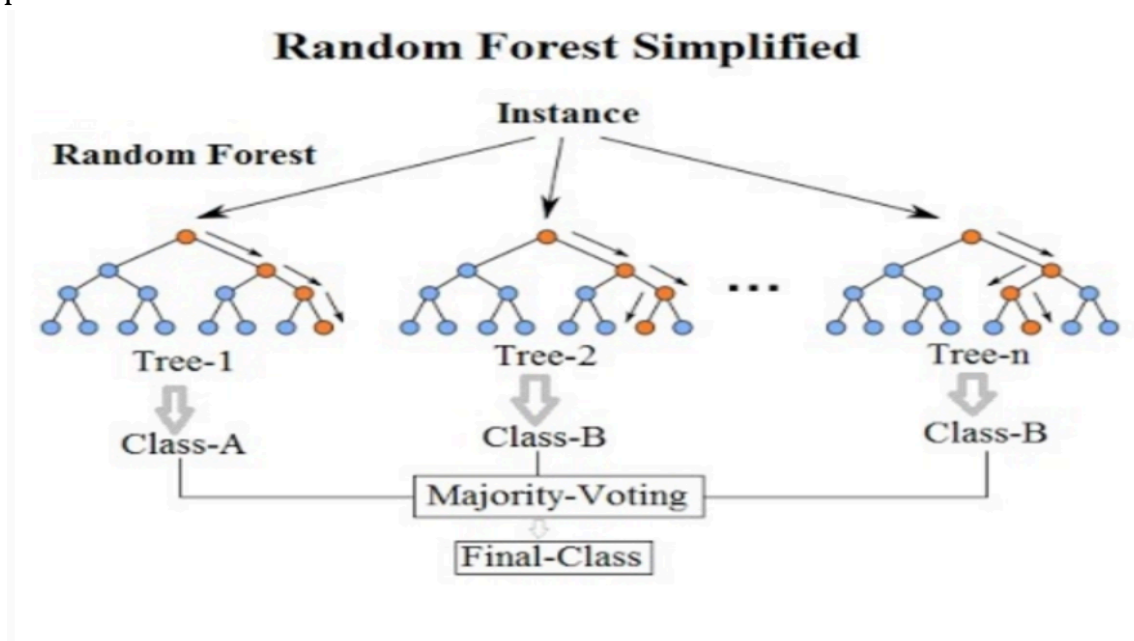 Random Forest Simplified
Instance
Random Forest
...
Tree-1
Tree-2
Tree-n
Class-A
Class-B
Class-B
Majority-Voting
Final-Class